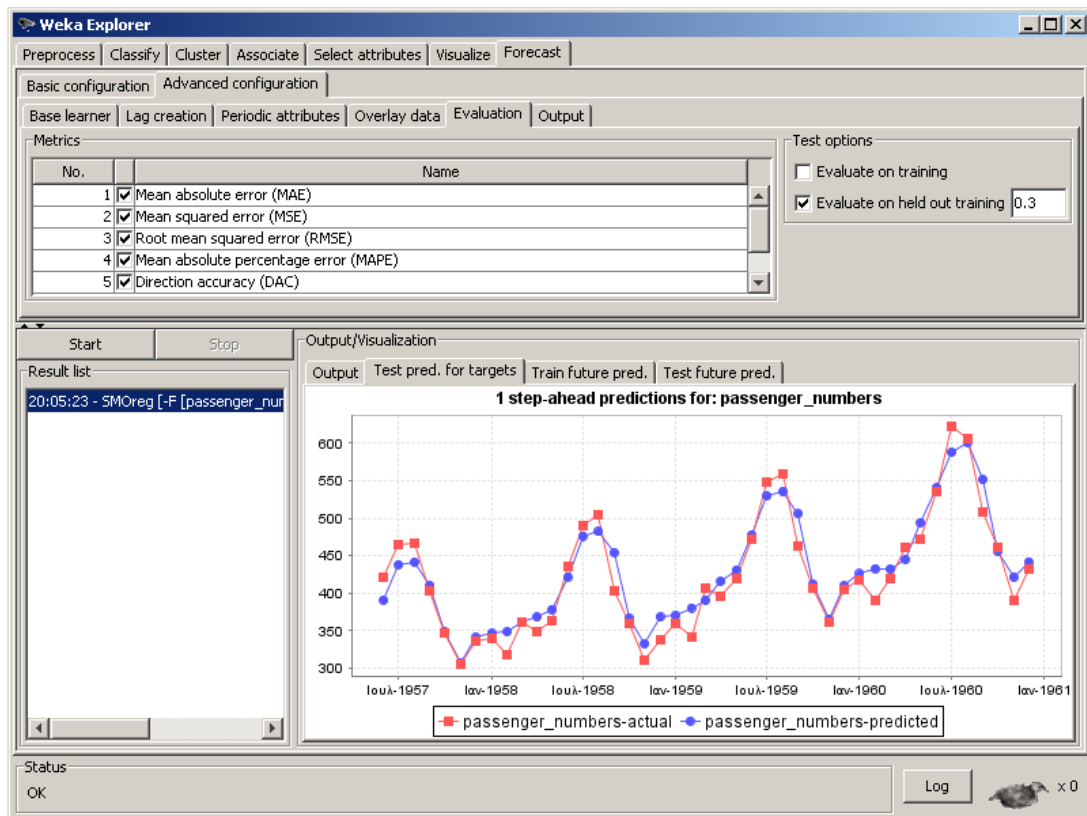 Weka Explorer
Preprocess Classify Cluster Associate Select attributes Visualize Forecast
Basic configuration Advanced configuration
Base learner Lag creation Periodic attributes Overlay data Evaluation Output
Metrics
No. Name
1 Mean absolute error (MAE)
2 Mean squared error (MSE)
3 Root mean squared error (RMSE)
4 Mean absolute percentage error (MAPE)
5 Direction accuracy (DAC)
Test options
Evaluate on training
Evaluate on held out training 0.3
Start Stop
Result list
20:05:23 - SMOreg [-F [passenger_nur
Output/Visualization
Output Test pred. for targets Train future pred. Test future pred.
1 step-ahead predictions for: passenger_numbers
600
550
500
450
400
350
300
Ιουλ-1957 Ιαν-1958 Ιουλ-1958 Ιαν-1959 Ιουλ-1959 Ιαν-1960 Ιουλ-1960 Ιαν-1961
passenger_numbers-actual passenger_numbers-predicted
Status
OK
Log x 0